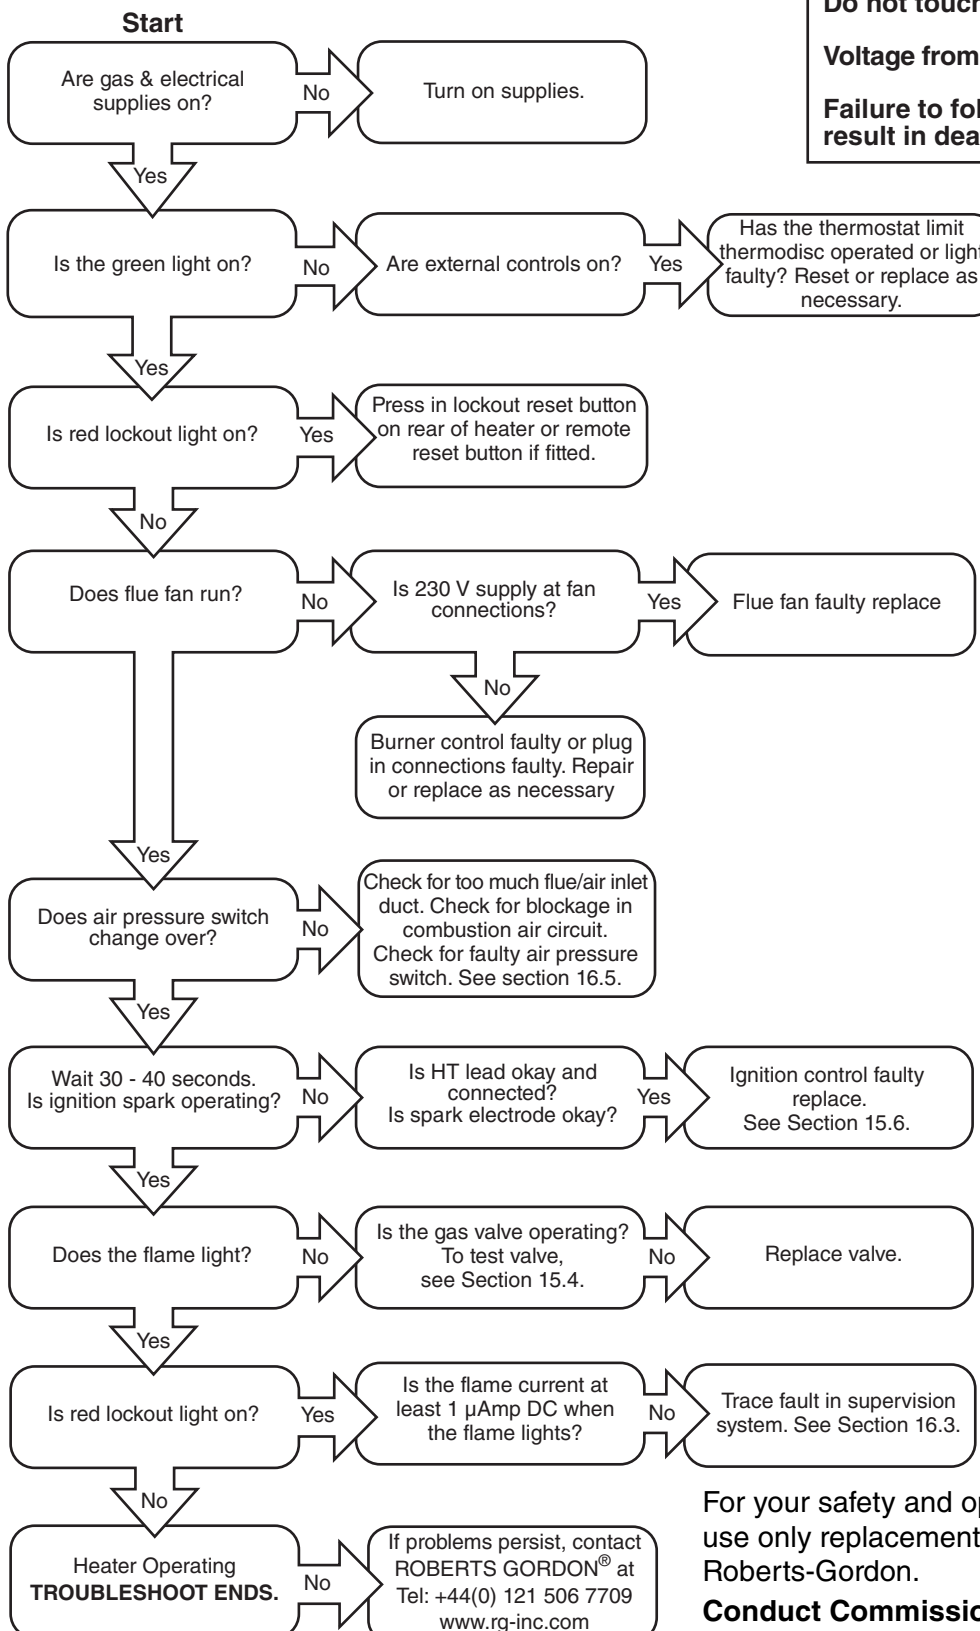 Start
Do not touch
Voltage from
Failure to fol
result in dea
Are gas & electrical
supplies on?
No
Turn on supplies.
Yes
Is the green light on?
No
Are external controls on?
Yes
Has the thermostat limit
thermodisc operated or light
faulty? Reset or replace as
necessary.
Yes
Is red lockout light on?
Yes
Press in lockout reset button
on rear of heater or remote
reset button if fitted.
No
Does flue fan run?
No
Is 230 V supply at fan
connections?
Yes
Flue fan faulty replace
No
Burner control faulty or plug
in connections faulty. Repair
or replace as necessary
Yes
Does air pressure switch
change over?
No
Check for too much flue/air inlet
duct. Check for blockage in
combustion air circuit.
Check for faulty air pressure
switch. See section 16.5.
Yes
Wait 30 - 40 seconds.
Is ignition spark operating?
No
Is HT lead okay and
connected?
Is spark electrode okay?
Yes
Ignition control faulty
replace.
See Section 15.6.
Yes
Does the flame light?
No
Is the gas valve operating?
To test valve,
see Section 15.4.
No
Replace valve.
Yes
Is red lockout light on?
Yes
Is the flame current at
least 1 µAmp DC when
the flame lights?
No
Trace fault in supervision
system. See Section 16.3.
No
Heater Operating
TROUBLESHOOT ENDS.
No
If problems persist, contact
ROBERTS GORDON® at
Tel: +44(0) 121 506 7709
www.rg-inc.com
For your safety and op
use only replacement
Roberts-Gordon.
Conduct Commissio